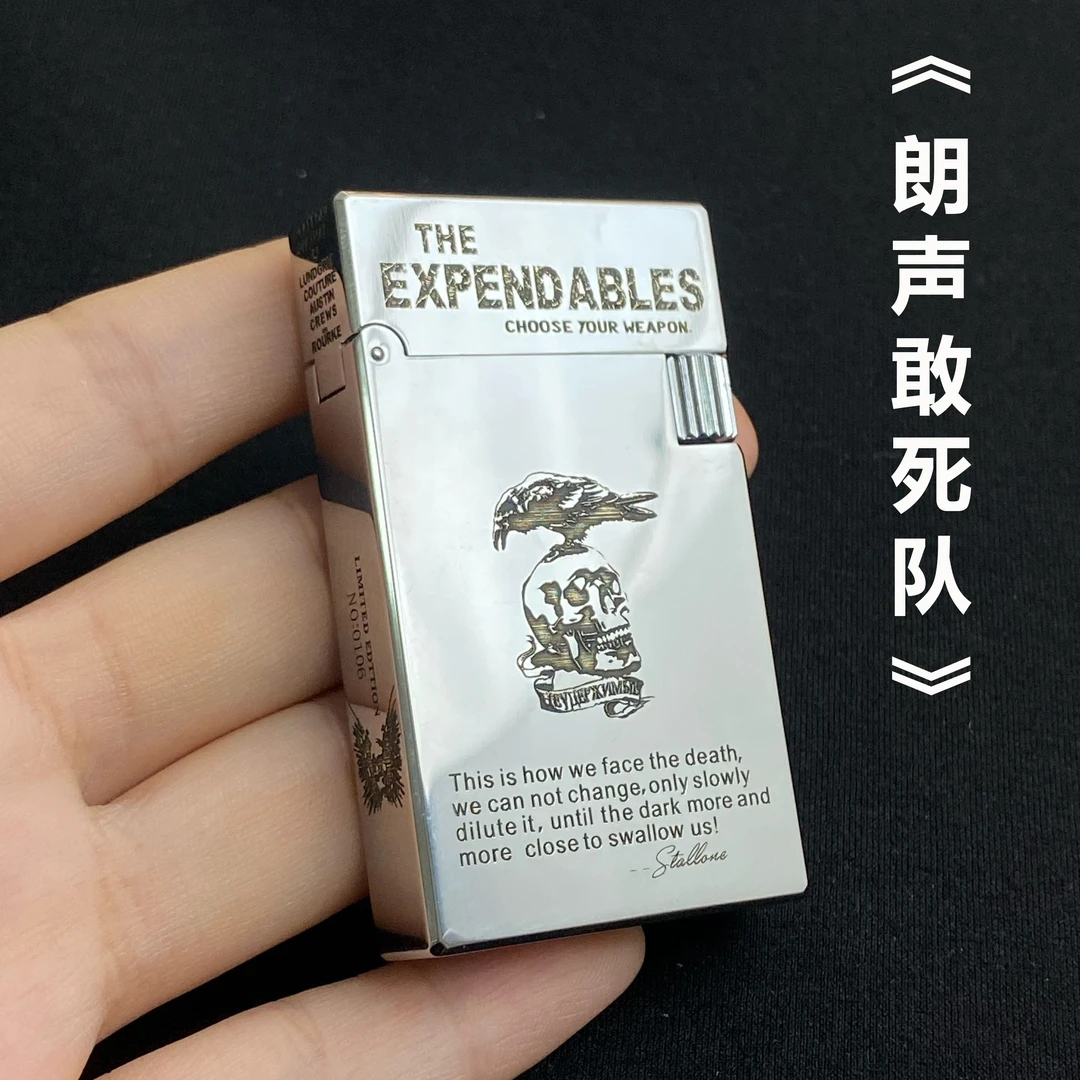 《朗声敢死队》
THE
EXPENDABLES
CHOOSE YOUR WEAPON.
LUNDGREN
COUTURE
AUSTIN
CREWS
ROURKE
LIMITED EDITION
NO:0106
НЕУДЕРЖИМЫЕ
This is how we face the death,
we can not change, only slowly
dilute it, until the dark more and
more close to swallow us!
--Stallone